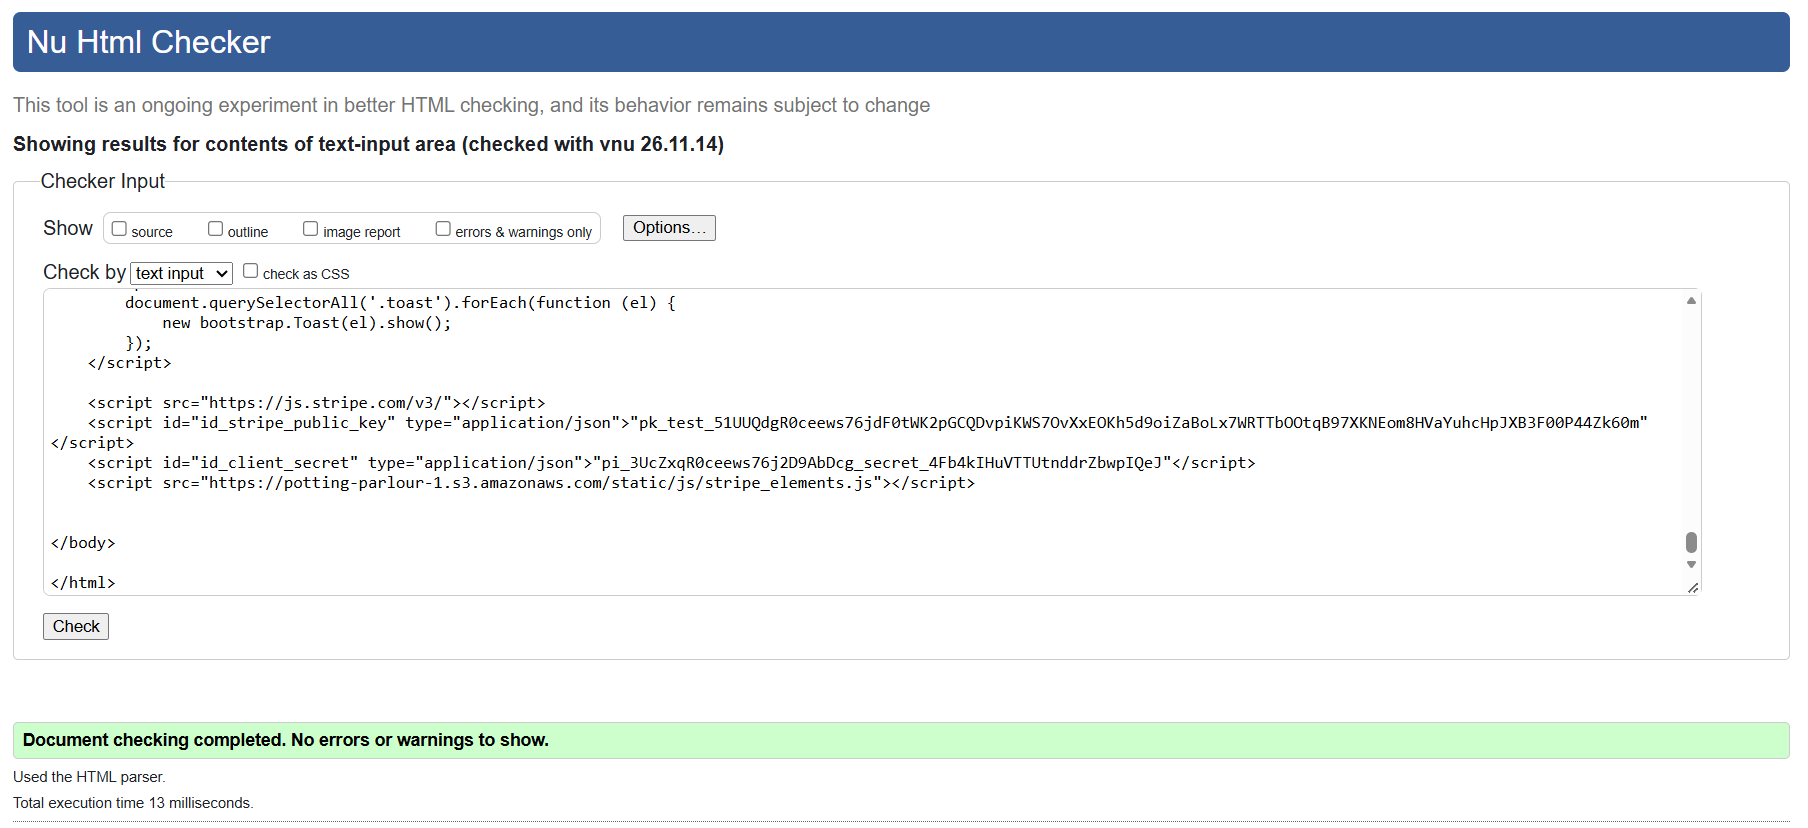 Nu Html Checker
This tool is an ongoing experiment in better HTML checking, and its behavior remains subject to change
Showing results for contents of text-input area (checked with vnu 26.11.14)
Checker Input
Show source outline image report errors & warnings only Options…
Check by text input check as CSS
document.querySelectorAll('.toast').forEach(function (el) {
new bootstrap.Toast(el).show();
});
</script>
<script src="https://js.stripe.com/v3/"></script>
<script id="id_stripe_public_key" type="application/json">"pk_test_51UUQdgR0ceews76jdF0tWK2pGCQDvpiKWS7OvXxEOKh5d9oiZaBoLx7WRTTbOOtqB97XKNEom8HVaYuhcHpJXB3F00P44Zk60m"
</script>
<script id="id_client_secret" type="application/json">"pi_3UcZxqR0ceews76j2D9AbDcg_secret_4Fb4kIHuVTTUtnddrZbwpIQeJ"</script>
<script src="https://potting-parlour-1.s3.amazonaws.com/static/js/stripe_elements.js"></script>
</body>
</html>
Check
Document checking completed. No errors or warnings to show.
Used the HTML parser.
Total execution time 13 milliseconds.